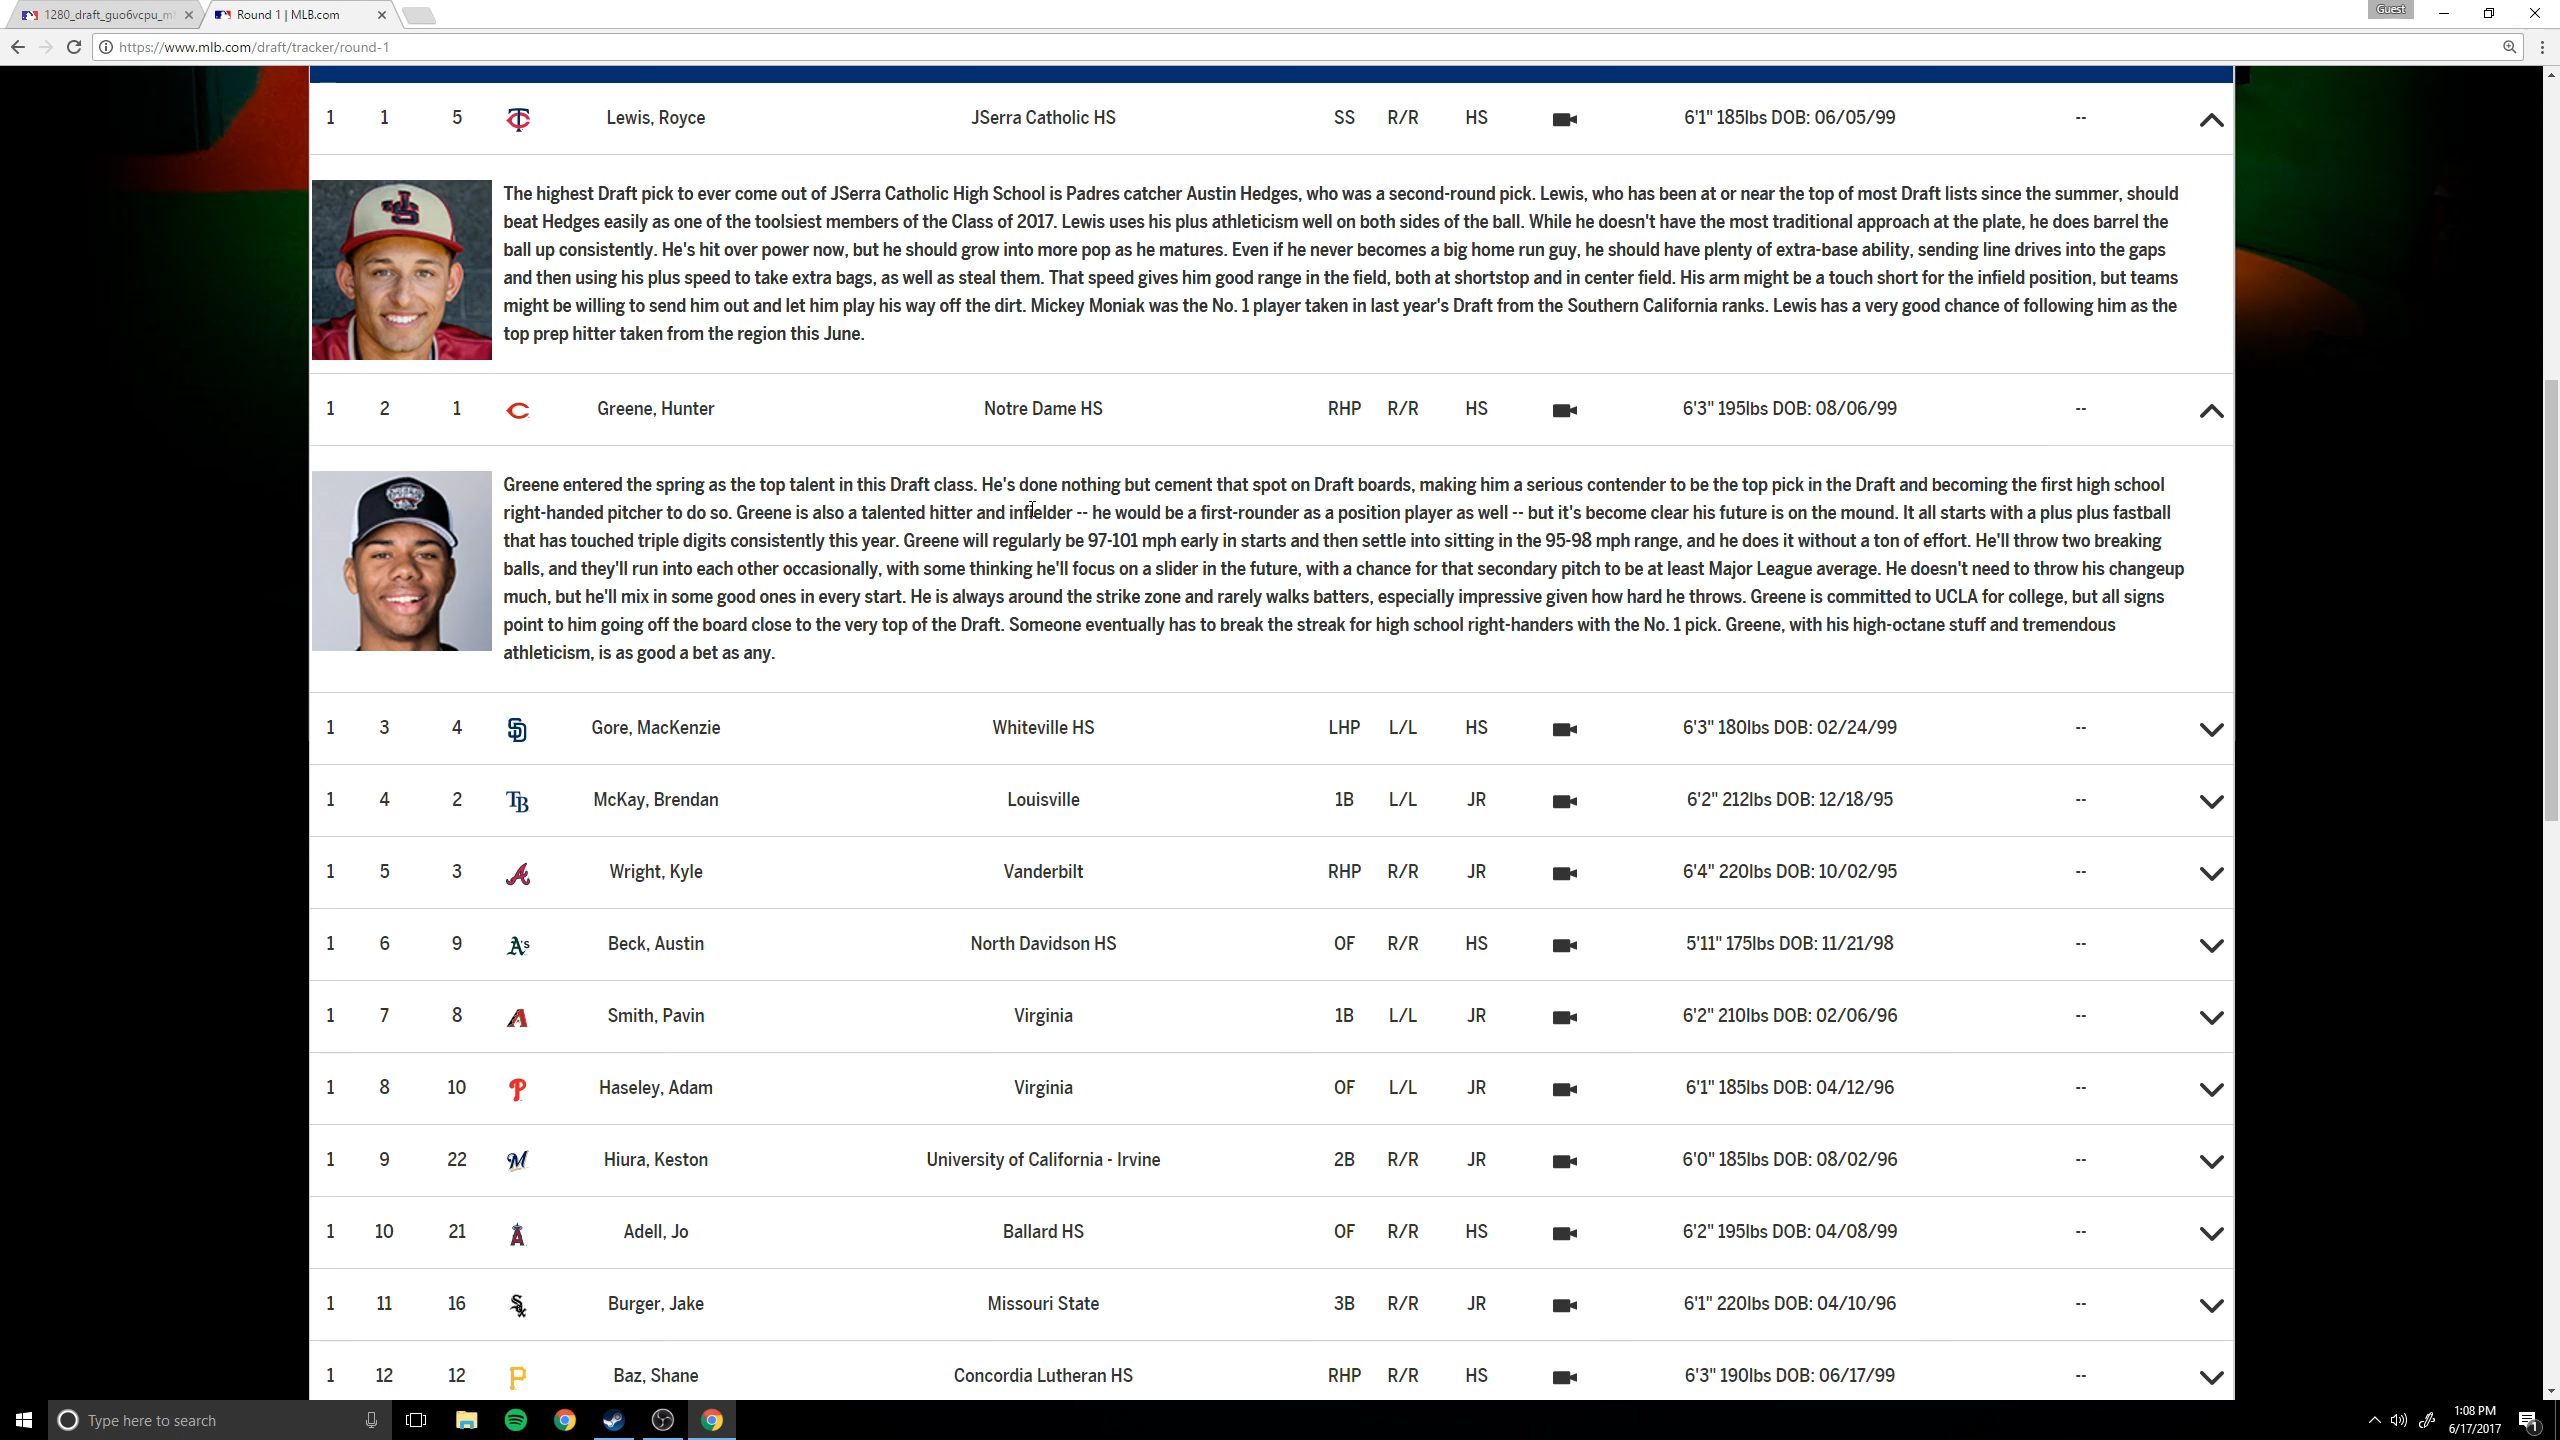 1280_draft_guo6vcpu_m
Round 1 | MLB.com
Guest
https://www.mlb.com/draft/tracker/round-1
1 1 5 Lewis, Royce JSerra Catholic HS SS R/R HS 6'1" 185lbs DOB: 06/05/99 --
The highest Draft pick to ever come out of JSerra Catholic High School is Padres catcher Austin Hedges, who was a second-round pick. Lewis, who has been at or near the top of most Draft lists since the summer, should
beat Hedges easily as one of the toolsiest members of the Class of 2017. Lewis uses his plus athleticism well on both sides of the ball. While he doesn't have the most traditional approach at the plate, he does barrel the
ball up consistently. He's hit over power now, but he should grow into more pop as he matures. Even if he never becomes a big home run guy, he should have plenty of extra-base ability, sending line drives into the gaps
and then using his plus speed to take extra bags, as well as steal them. That speed gives him good range in the field, both at shortstop and in center field. His arm might be a touch short for the infield position, but teams
might be willing to send him out and let him play his way off the dirt. Mickey Moniak was the No. 1 player taken in last year's Draft from the Southern California ranks. Lewis has a very good chance of following him as the
top prep hitter taken from the region this June.
1 2 1 Greene, Hunter Notre Dame HS RHP R/R HS 6'3" 195lbs DOB: 08/06/99 --
Greene entered the spring as the top talent in this Draft class. He's done nothing but cement that spot on Draft boards, making him a serious contender to be the top pick in the Draft and becoming the first high school
right-handed pitcher to do so. Greene is also a talented hitter and infielder -- he would be a first-rounder as a position player as well -- but it's become clear his future is on the mound. It all starts with a plus plus fastball
that has touched triple digits consistently this year. Greene will regularly be 97-101 mph early in starts and then settle into sitting in the 95-98 mph range, and he does it without a ton of effort. He'll throw two breaking
balls, and they'll run into each other occasionally, with some thinking he'll focus on a slider in the future, with a chance for that secondary pitch to be at least Major League average. He doesn't need to throw his changeup
much, but he'll mix in some good ones in every start. He is always around the strike zone and rarely walks batters, especially impressive given how hard he throws. Greene is committed to UCLA for college, but all signs
point to him going off the board close to the very top of the Draft. Someone eventually has to break the streak for high school right-handers with the No. 1 pick. Greene, with his high-octane stuff and tremendous
athleticism, is as good a bet as any.
1 3 4 Gore, MacKenzie Whiteville HS LHP L/L HS 6'3" 180lbs DOB: 02/24/99 --
1 4 2 McKay, Brendan Louisville 1B L/L JR 6'2" 212lbs DOB: 12/18/95 --
1 5 3 Wright, Kyle Vanderbilt RHP R/R JR 6'4" 220lbs DOB: 10/02/95 --
1 6 9 Beck, Austin North Davidson HS OF R/R HS 5'11" 175lbs DOB: 11/21/98 --
1 7 8 Smith, Pavin Virginia 1B L/L JR 6'2" 210lbs DOB: 02/06/96 --
1 8 10 Haseley, Adam Virginia OF L/L JR 6'1" 185lbs DOB: 04/12/96 --
1 9 22 Hiura, Keston University of California - Irvine 2B R/R JR 6'0" 185lbs DOB: 08/02/96 --
1 10 21 Adell, Jo Ballard HS OF R/R HS 6'2" 195lbs DOB: 04/08/99 --
1 11 16 Burger, Jake Missouri State 3B R/R JR 6'1" 220lbs DOB: 04/10/96 --
1 12 12 Baz, Shane Concordia Lutheran HS RHP R/R HS 6'3" 190lbs DOB: 06/17/99 --
Type here to search
1:08 PM
6/17/2017
1